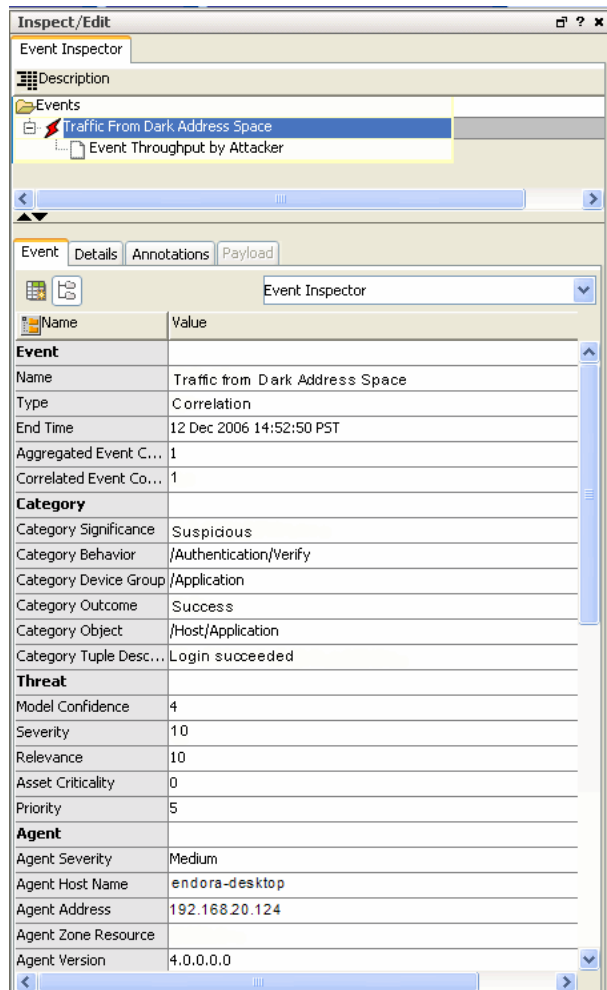 Inspect/Edit ?
Event Inspector
Description
Events
Traffic From Dark Address Space
Event Throughput by Attacker
Event Details Annotations Payload
Event Inspector
Name Value
Event
Name Traffic from Dark Address Space
Type Correlation
End Time 12 Dec 2006 14:52:50 PST
Aggregated Event C... 1
Correlated Event Co... 1
Category
Category Significance Suspicious
Category Behavior /Authentication/Verify
Category Device Group /Application
Category Outcome Success
Category Object /Host/Application
Category Tuple Desc... Login succeeded
Threat
Model Confidence 4
Severity 10
Relevance 10
Asset Criticality 0
Priority 5
Agent
Agent Severity Medium
Agent Host Name endora-desktop
Agent Address 192.168.20.124
Agent Zone Resource
Agent Version 4.0.0.0.0